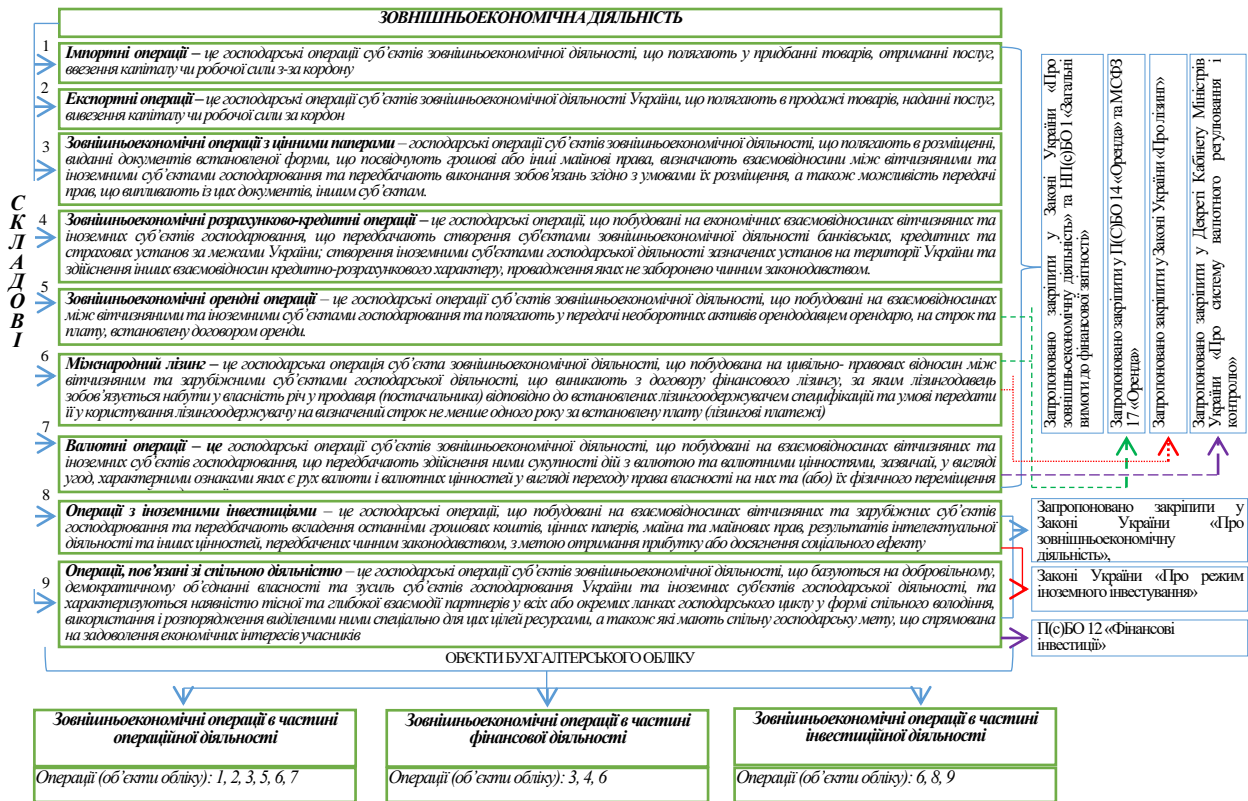 ЗОВНІШНЬОЕКОНОМІЧНА ДІЯЛЬНІСТЬ
СКЛАДОВІ
1
Імпортні операції – це господарські операції суб’єктів зовнішньоекономічної діяльності, що полягають у придбанні товарів, отриманні послуг,
ввезення капіталу чи робочої сили з-за кордону
2
Експортні операції – це господарські операції суб’єктів зовнішньоекономічної діяльності України, що полягають в продажі товарів, наданні послуг,
вивезення капіталу чи робочої сили за кордон
3
Зовнішньоекономічні операції з цінними паперами – господарські операції суб’єктів зовнішньоекономічної діяльності, що полягають в розміщенні,
виданні документів встановленої форми, що посвідчують грошові або інші майнові права, визначають взаємовідносини між вітчизняними та
іноземними суб’єктами господарювання та передбачають виконання зобов’язань згідно з умовами їх розміщення, а також можливість передачі
прав, що випливають із цих документів, іншим суб’єктам.
4
Зовнішньоекономічні розрахунково-кредитні операції – це господарські операції, що побудовані на економічних взаємовідносинах вітчизняних та
іноземних суб’єктів господарювання, що передбачають створення суб’єктами зовнішньоекономічної діяльності банківських, кредитних та
страхових установ за межами України; створення іноземними суб'єктами господарської діяльності зазначених установ на території України та
здійснення інших взаємовідносин кредитно-розрахункового характеру, провадження яких не заборонено чинним законодавством.
5
Зовнішньоекономічні орендні операції – це господарські операції суб’єктів зовнішньоекономічної діяльності, що побудовані на взаємовідносинах
між вітчизняними та іноземними суб’єктами господарювання та полягають у передачі необоротних активів орендодавцем орендарю, на строк та
плату, встановлену договором оренди.
6
Міжнародний лізинг – це господарська операція суб’єкта зовнішньоекономічної діяльності, що побудована на цивільно- правових відносин між
вітчизняним та зарубіжними суб’єктами господарської діяльності, що виникають з договору фінансового лізингу, за яким лізингодавець
зобов’язується набути у власність річ у продавця (постачальника) відповідно до встановлених лізингоодержувачем специфікацій та умові передати
її у користування лізингоодержувачу на визначений строк не менше одного року за встановлену плату (лізингові платежі)
7
Валютні операції – це господарські операції суб’єктів зовнішньоекономічної діяльності, що побудовані на взаємовідносинах вітчизняних та
іноземних суб’єктів господарювання, що передбачають здійснення ними сукупності дій з валютою та валютними цінностями, зазвичай, у вигляді
угод, характерними ознаками яких є рух валюти і валютних цінностей у вигляді переходу права власності на них та (або) їх фізичного переміщення
8
Операції з іноземними інвестиціями – це господарські операції, що побудовані на взаємовідносинах вітчизняних та зарубіжних суб’єктів
господарювання та передбачають вкладення останніми грошових коштів, цінних паперів, майна та майнових прав, результатів інтелектуальної
діяльності та інших цінностей, передбачених чинним законодавством, з метою отримання прибутку або досягнення соціального ефекту
9
Операції, пов’язані зі спільною діяльністю – це господарські операції суб’єктів зовнішньоекономічної діяльності, що базуються на добровільному,
демократичному об’єднанні власності та зусиль суб’єктів господарювання України та іноземних суб'єктів господарської діяльності, та
характеризуються наявністю тісної та глибокої взаємодії партнерів у всіх або окремих ланках господарського циклу у формі спільного володіння,
використання і розпорядження виділеними ними спеціально для цих цілей ресурсами, а також які мають спільну господарську мету, що спрямована
на задоволення економічних інтересів учасників
Запропоновано закріпити у Законі України «Про
зовнішньоекономічну діяльність» та НП(с)БО 1 «Загальні
вимоги до фінансової звітності»
Запропоновано закріпити у П(С)БО 14 «Оренда» та МСФЗ
17 «Оренда»
Запропоновано закріпити у Законі України «Про лізинг»
Запропоновано закріпити у Декреті Кабінету Міністрів
України «Про систему валютного регулювання і
контролю»
Запропоновано закріпити у
Законі України «Про
зовнішньоекономічну
діяльність»,
Законі України «Про режим
іноземного інвестування»
П(с)БО 12 «Фінансові
інвестиції»
ОБ'ЄКТИ БУХГАЛТЕРСЬКОГО ОБЛІКУ
Зовнішньоекономічні операції в частині
операційної діяльності
Операції (об’єкти обліку): 1, 2, 3, 5, 6, 7
Зовнішньоекономічні операції в частині
фінансової діяльності
Операції (об’єкти обліку): 3, 4, 6
Зовнішньоекономічні операції в частині
інвестиційної діяльності
Операції (об’єкти обліку): 6, 8, 9